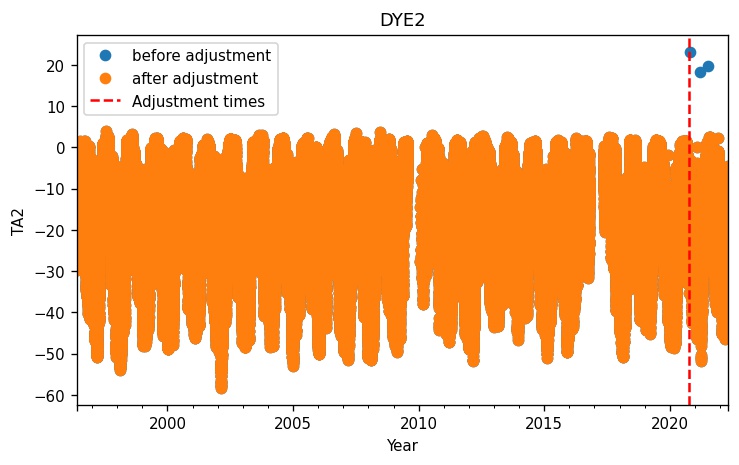 DYE2
before adjustment
after adjustment
Adjustment times
20
10
0
−10
−20
−30
−40
−50
−60
TA2
2000 2005 2010 2015 2020
Year